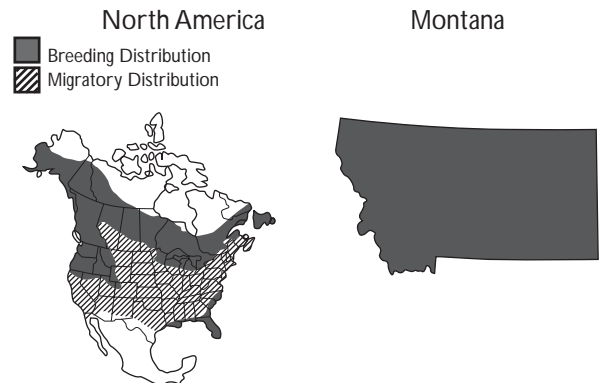 North America
Montana
Breeding Distribution
Migratory Distribution